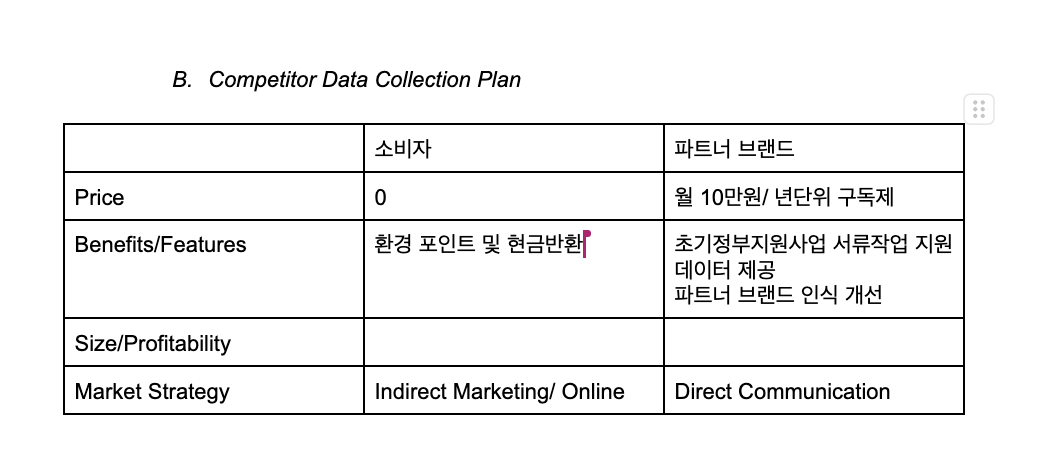 B. Competitor Data Collection Plan
소비자 파트너 브랜드
Price 0 월 10만원/ 년단위 구독제
Benefits/Features 환경 포인트 및 현금반환 초기정부지원사업 서류작업 지원
데이터 제공
파트너 브랜드 인식 개선
Size/Profitability
Market Strategy Indirect Marketing/ Online Direct Communication